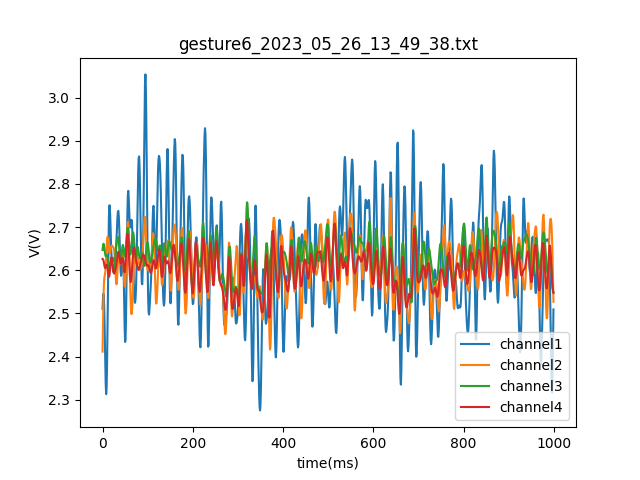 gesture6_2023_05_26_13_49_38.txt
V(V)
3.0
2.9
2.8
2.7
2.6
2.5
2.4
2.3
channel1
channel2
channel3
channel4
0 200 400 600 800 1000
time(ms)